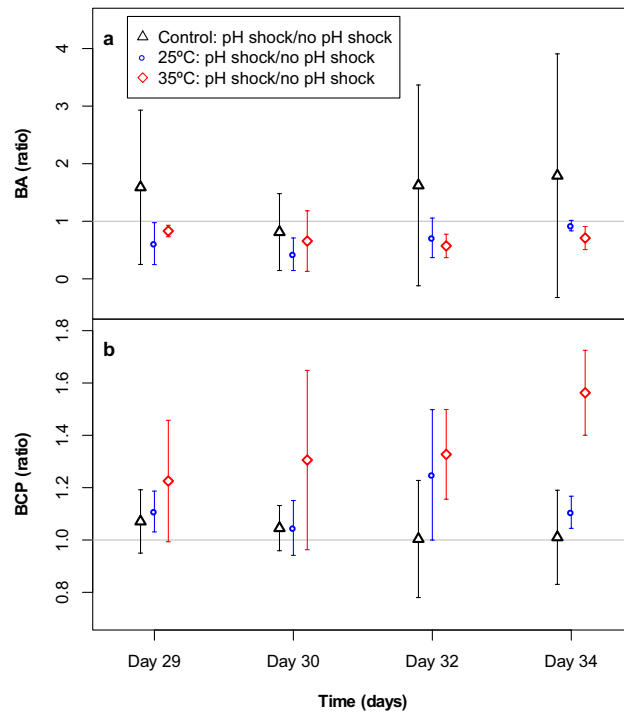 a
Control: pH shock/no pH shock
25ºC: pH shock/no pH shock
35ºC: pH shock/no pH shock
BA (ratio)
4
3
2
1
0
b
BCP (ratio)
1.8
1.6
1.4
1.2
1.0
0.8
Day 29
Day 30
Day 32
Day 34
Time (days)